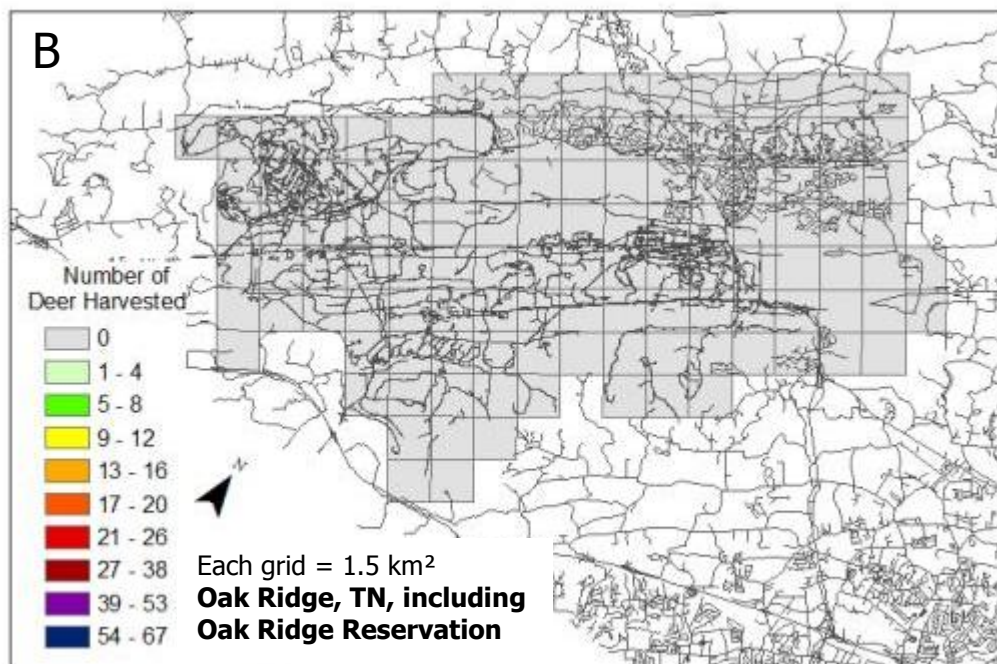 B
Number of
Deer Harvested
0
1 - 4
5 - 8
9 - 12
13 - 16
17 - 20
21 - 26
27 - 38
39 - 53
54 - 67
N
Each grid = 1.5 km²
Oak Ridge, TN, including
Oak Ridge Reservation